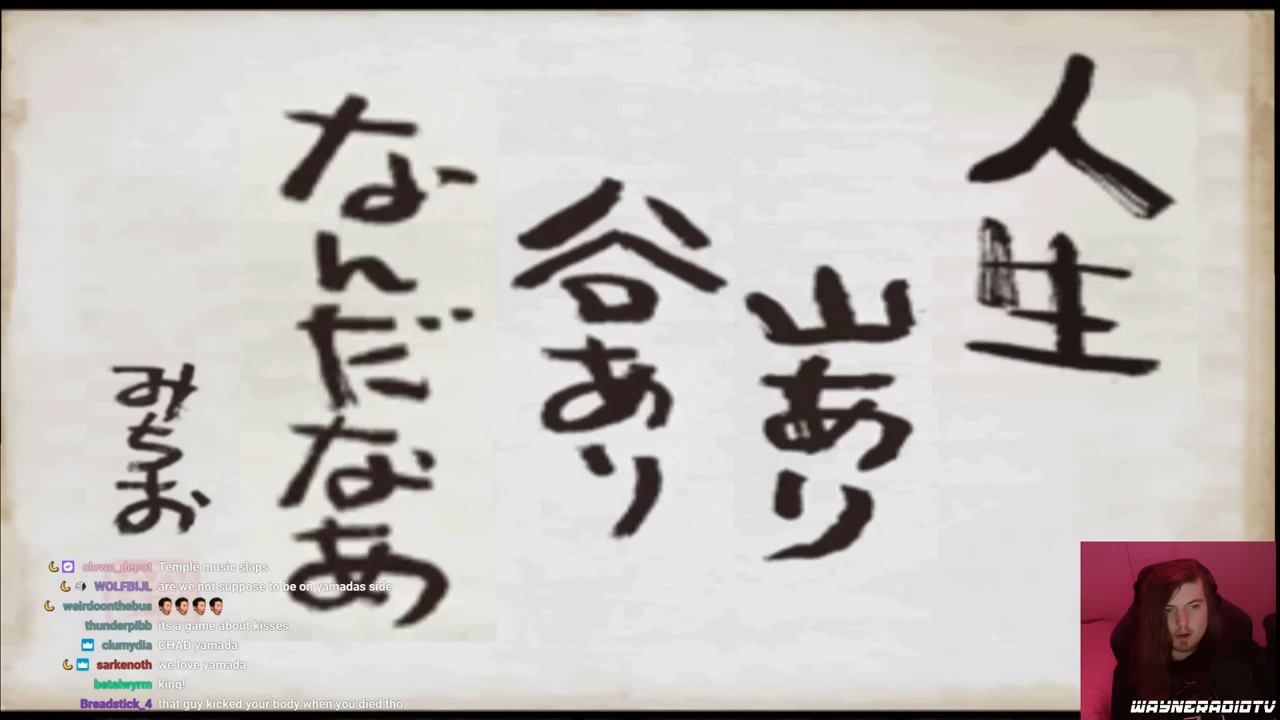 人生
山あり
谷あり
なんだなあ
みちお
clown_depot Temple music slaps
WOLFBIJL are we not suppose to be on yamadas side
weirdoonthebus
thunderpibb its a game about kisses
clumydia CHAD yamada
sarkenoth we love yamada
betelwyrm king!
Breadstick_4 that guy kicked your body when you died tho
WAYNERADIOTV